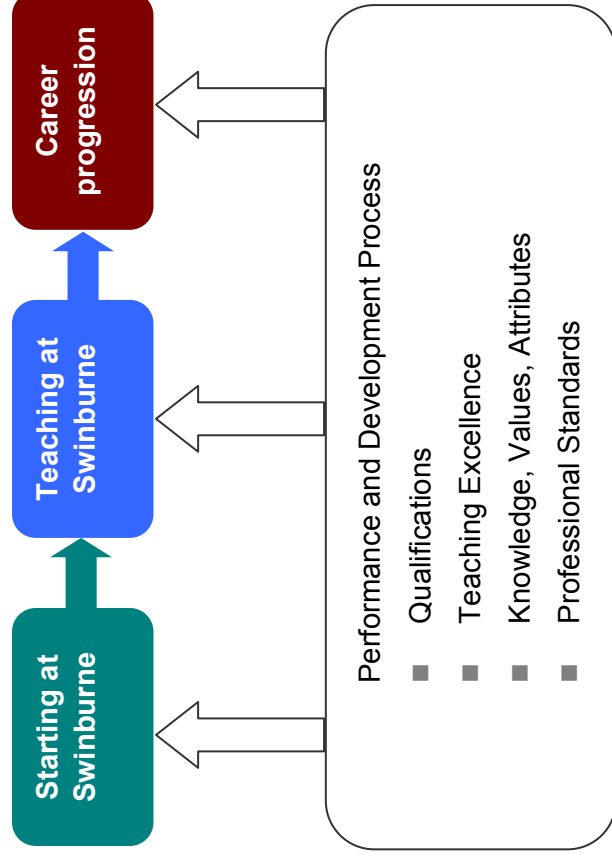 Starting at
Swinburne
Teaching at
Swinburne
Career
progression
Performance and Development Process
Qualifications
Teaching Excellence
Knowledge, Values, Attributes
Professional Standards